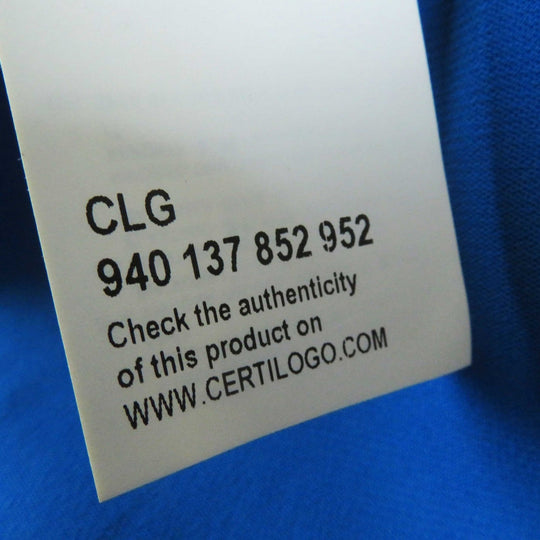 CLG
940 137 852 952
Check the authenticity
of this product on
WWW.CERTILOGO.COM